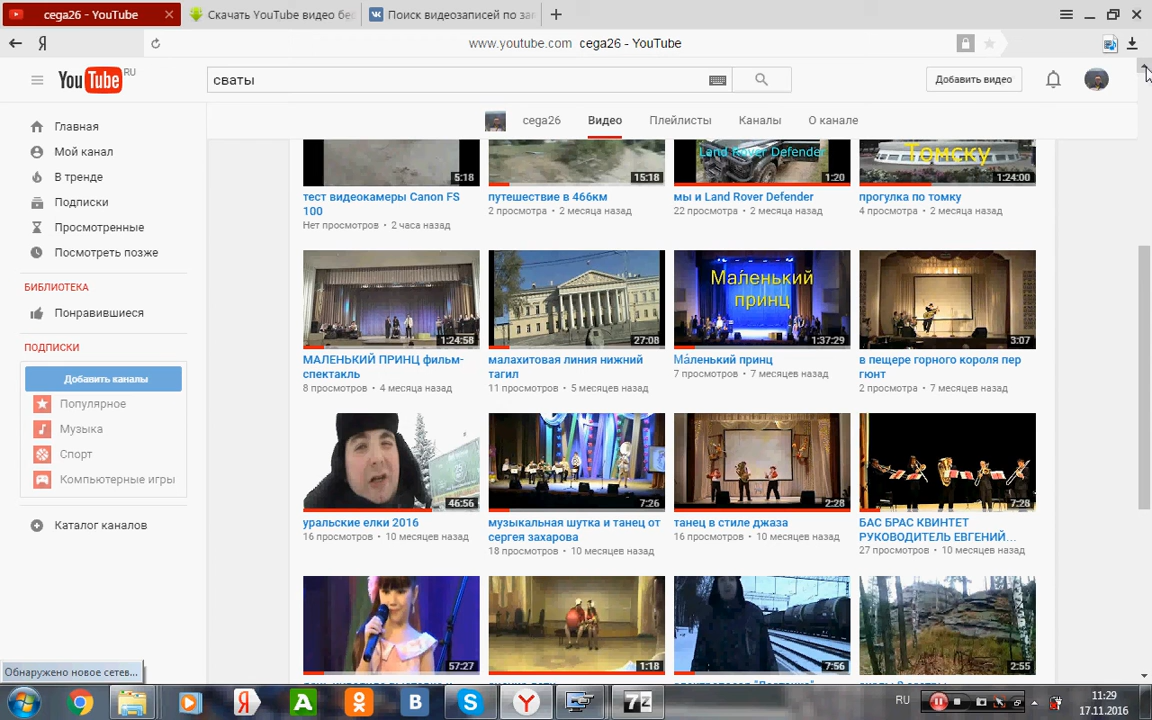 cega26 - YouTube
Скачать YouTube видео бе
Поиск видеозаписей по за
www.youtube.com cega26 - YouTube
YouTube RU
сваты
Добавить видео
cega26
Видео
Плейлисты
Каналы
О канале
Главная
Мой канал
В тренде
Подписки
Просмотренные
Посмотреть позже
БИБЛИОТЕКА
Понравившиеся
ПОДПИСКИ
Добавить каналы
Популярное
Музыка
Спорт
Компьютерные игры
Каталог каналов
5:18
15:18
Land Rover Defender
1:20
Томску
1:24:00
тест видеокамеры Canon FS
100
Нет просмотров • 2 часа назад
путешествие в 466км
2 просмотра • 2 месяца назад
мы и Land Rover Defender
22 просмотра • 2 месяца назад
прогулка по томку
4 просмотра • 2 месяца назад
1:24:58
27:08
Маленький
принц
1:37:29
3:07
МАЛЕНЬКИЙ ПРИНЦ фильм-
спектакль
8 просмотров • 4 месяца назад
малахитовая линия нижний
тагил
11 просмотров • 5 месяцев назад
Маленький принц
7 просмотров • 7 месяцев назад
в пещере горного короля пер
гюнт
2 просмотра • 7 месяцев назад
46:56
7:26
2:28
7:28
уральские елки 2016
16 просмотров • 10 месяцев назад
музыкальная шутка и танец от
сергея захарова
18 просмотров • 10 месяцев назад
танец в стиле джаза
16 просмотров • 10 месяцев назад
БАС БРАС КВИНТЕТ
РУКОВОДИТЕЛЬ ЕВГЕНИЙ...
27 просмотров • 10 месяцев назад
57:27
1:18
7:56
2:55
Обнаружено новое сетев...
RU
11:29
17.11.2016